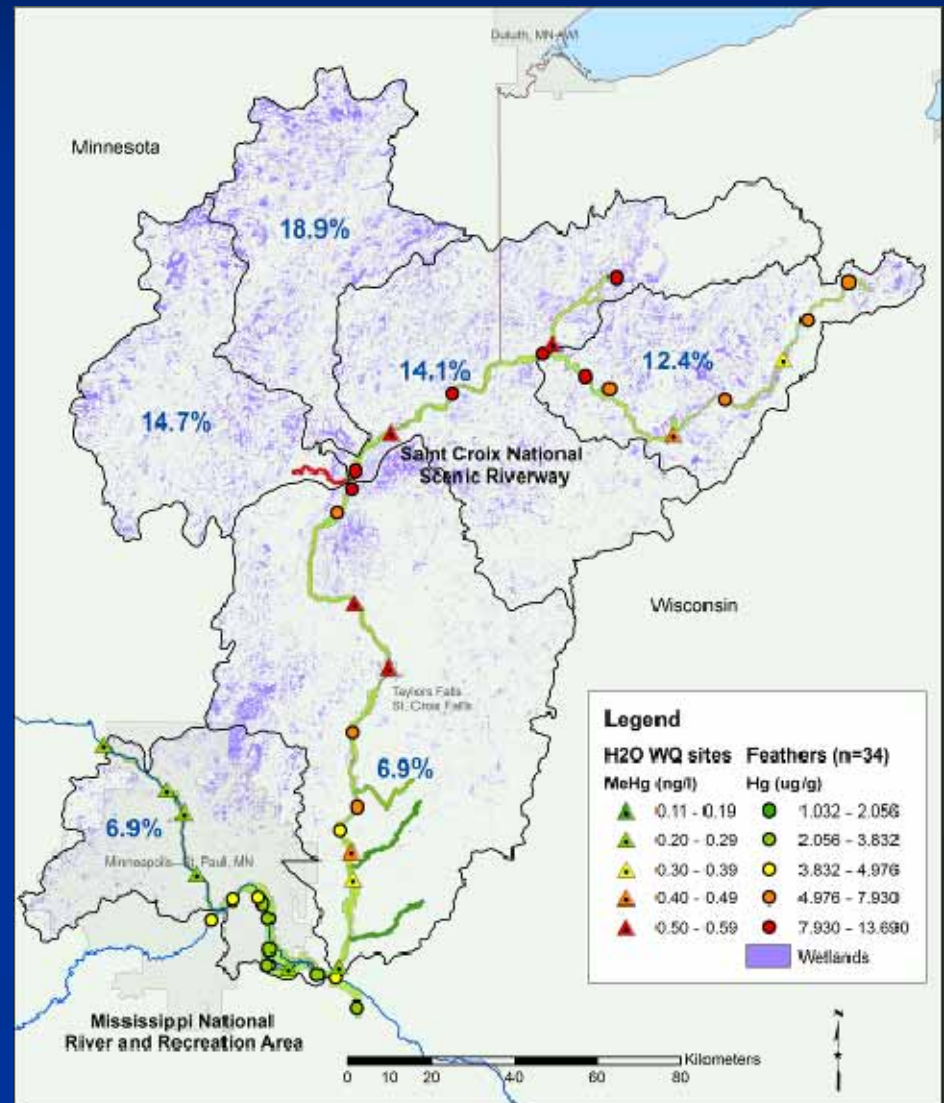 Duluth, MN-WI
Minnesota
18.9%
14.1%
12.4%
14.7%
Saint Croix National
Scenic Riverway
Wisconsin
Taylors Falls
St. Croix Falls
6.9%
6.9%
Minneapolis - St. Paul, MN
Mississippi National
River and Recreation Area
Legend
H2O WQ sites Feathers (n=34)
MeHg (ng/l) Hg (ug/g)
0.11 - 0.19 1.032 - 2.056
0.20 - 0.29 2.056 - 3.832
0.30 - 0.39 3.832 - 4.976
0.40 - 0.49 4.976 - 7.930
0.50 - 0.59 7.930 - 13.690
Wetlands
N
Kilometers
0 10 20 40 60 80